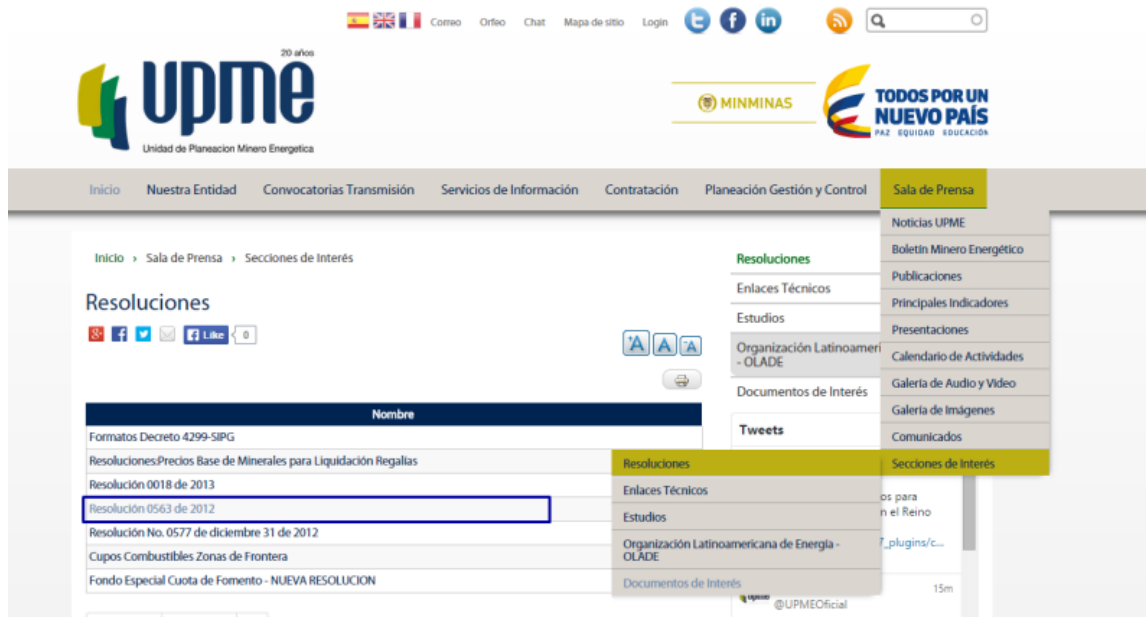 Correo Orfeo Chat Mapa de sitio Login
20 años
upme
Unidad de Planeacion Minero Energetica
MINMINAS
TODOS POR UN
NUEVO PAÍS
PAZ EQUIDAD EDUCACIÓN
Inicio Nuestra Entidad Convocatorias Transmisión Servicios de Información Contratación Planeación Gestión y Control Sala de Prensa
Noticias UPME
Boletín Minero Energético
Publicaciones
Principales Indicadores
Presentaciones
Calendario de Actividades
Galería de Audio y Video
Galería de Imágenes
Comunicados
Secciones de Interés
Inicio › Sala de Prensa › Secciones de Interés
Resoluciones
Like 0
A A A
Nombre
Formatos Decreto 4299-SIPG
Resoluciones:Precios Base de Minerales para Liquidación Regalías
Resolución 0018 de 2013
Resolución 0563 de 2012
Resolución No. 0577 de diciembre 31 de 2012
Cupos Combustibles Zonas de Frontera
Fondo Especial Cuota de Fomento - NUEVA RESOLUCION
Resoluciones
Enlaces Técnicos
Estudios
Organización Latinoamericana de Energía -
OLADE
Documentos de Interés
Resoluciones
Enlaces Técnicos
Estudios
Organización Latinoameri
- OLADE
Documentos de Interés
Tweets
os para
n el Reino
7_plugins/c...
15m
@UPMEOficial